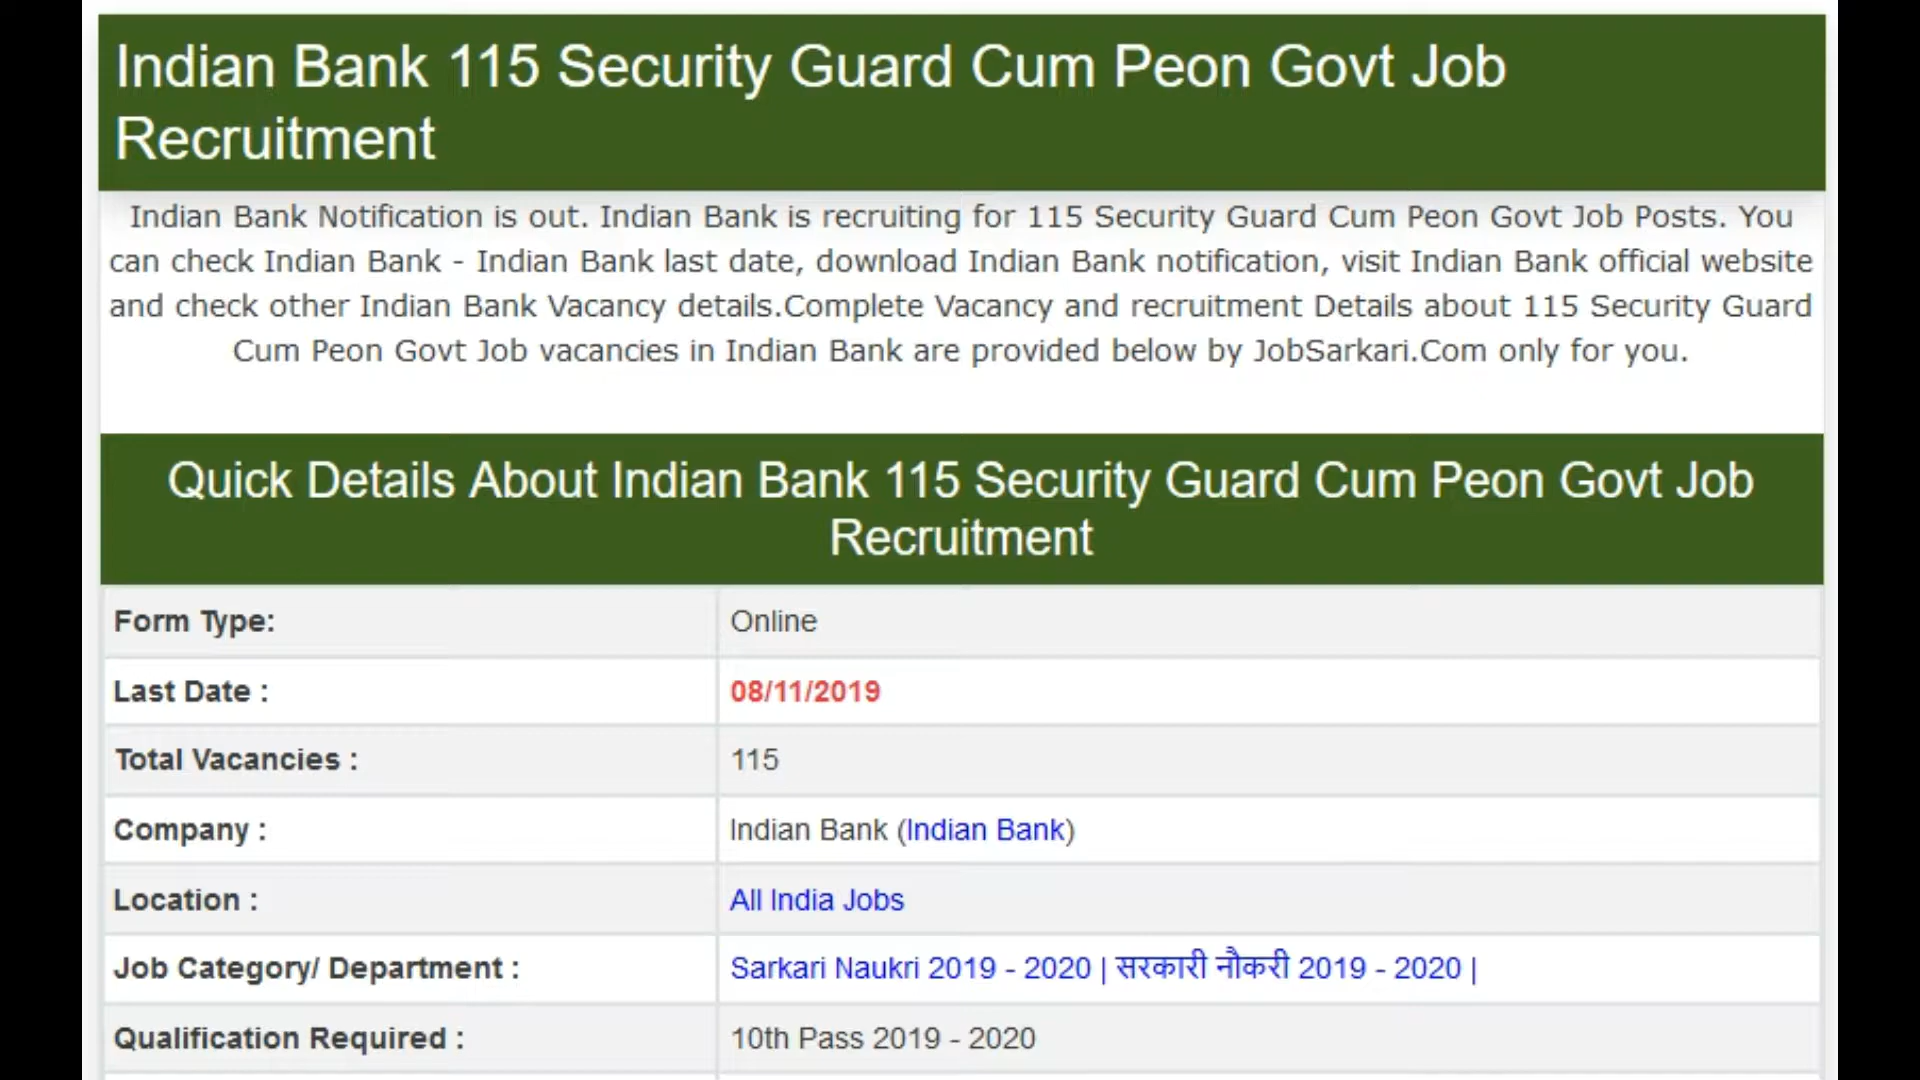 Indian Bank 115 Security Guard Cum Peon Govt Job
Recruitment
Indian Bank Notification is out. Indian Bank is recruiting for 115 Security Guard Cum Peon Govt Job Posts. You
can check Indian Bank - Indian Bank last date, download Indian Bank notification, visit Indian Bank official website
and check other Indian Bank Vacancy details.Complete Vacancy and recruitment Details about 115 Security Guard
Cum Peon Govt Job vacancies in Indian Bank are provided below by JobSarkari.Com only for you.
Quick Details About Indian Bank 115 Security Guard Cum Peon Govt Job
Recruitment
Form Type: Online
Last Date : 08/11/2019
Total Vacancies : 115
Company : Indian Bank (Indian Bank)
Location : All India Jobs
Job Category/ Department : Sarkari Naukri 2019 - 2020 | सरकारी नौकरी 2019 - 2020 |
Qualification Required : 10th Pass 2019 - 2020